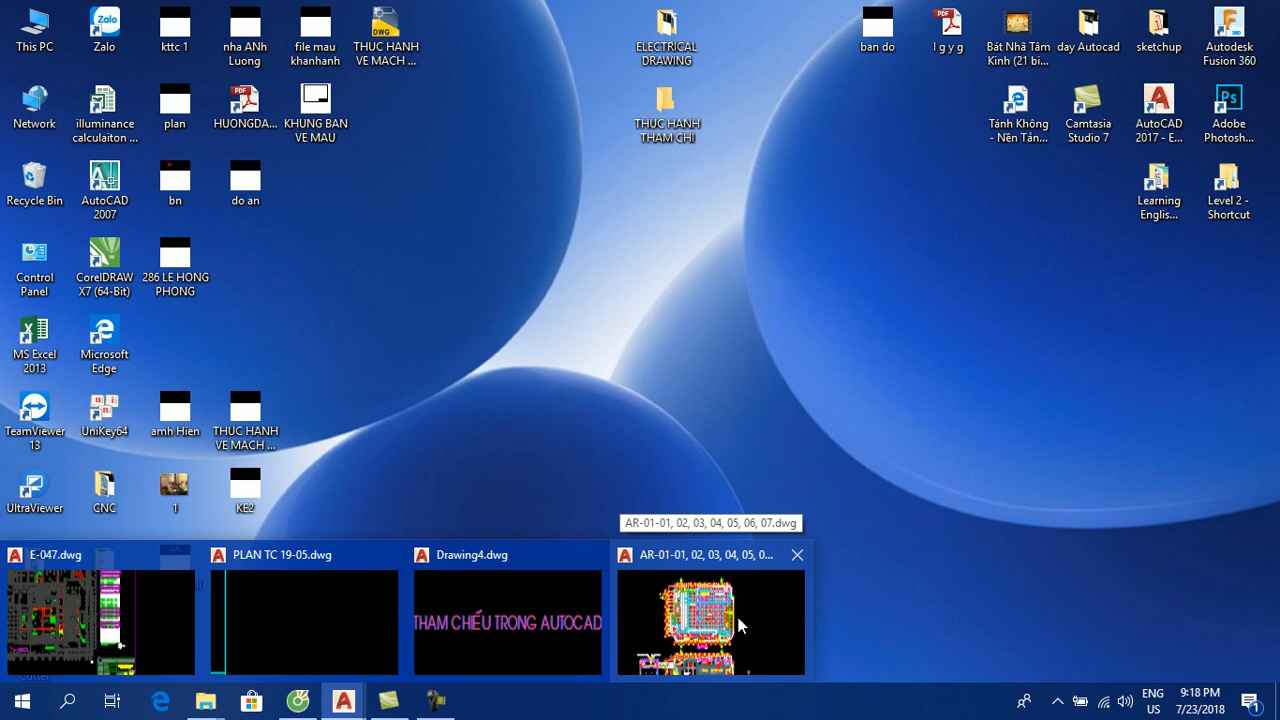 This PC
Zalo
kttc 1
nha ANh
Luong
file mau
khanhanh
DWG
THUC HANH
VE MACH ...
ELECTRICAL
DRAWING
ban do
PDF
l g y g
Bát Nhã Tâm
Kinh (21 bi...
day Autocad
sketchup
Autodesk
Fusion 360
Network
illuminance
calculaiton ...
plan
HUONGDA...
KHUNG BAN
VE MAU
THUC HANH
THAM CHI
Tánh Không
- Nền Tản...
Camtasia
Studio 7
AutoCAD
2017 - E...
Adobe
Photosh...
Recycle Bin
AutoCAD
2007
bn
do an
Learning
Englis...
Level 2 -
Shortcut
Control
Panel
CorelDRAW
X7 (64-Bit)
286 LE HONG
PHONG
MS Excel
2013
Microsoft
Edge
TeamViewer
13
UniKey64
amh Hien
THUC HANH
VE MACH ...
UltraViewer
CNC
1
KE2
AR-01-01, 02, 03, 04, 05, 06, 07.dwg
E-047.dwg
PLAN TC 19-05.dwg
Drawing4.dwg
AR-01-01, 02, 03, 04, 05, 0...
THAM CHIẾU TRONG AUTOCAD
ENG
US
9:18 PM
7/23/2018
1